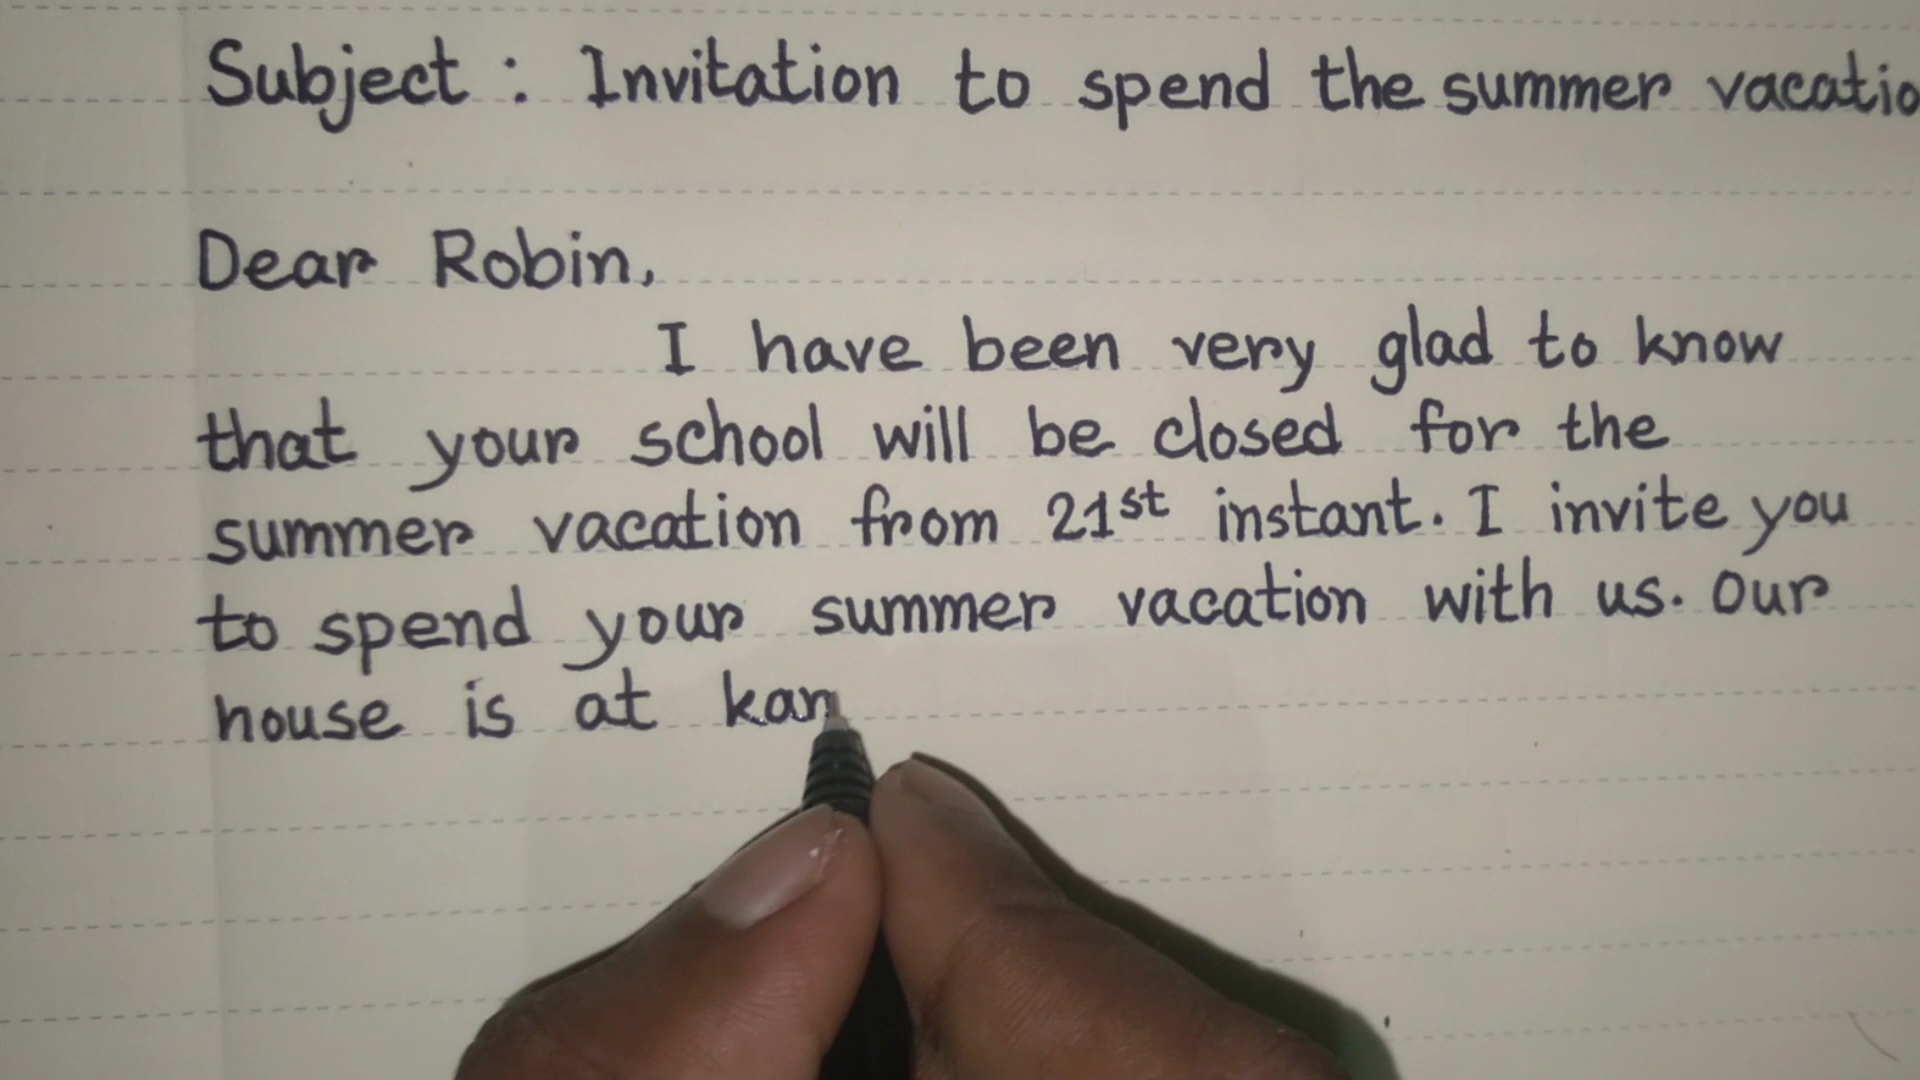 Subject : Invitation to spend the summer vacatio
Dear Robin,
I have been very glad to know
that your school will be closed for the
summer vacation from 21st instant. I invite you
to spend your summer vacation with us. Our
house is at kan